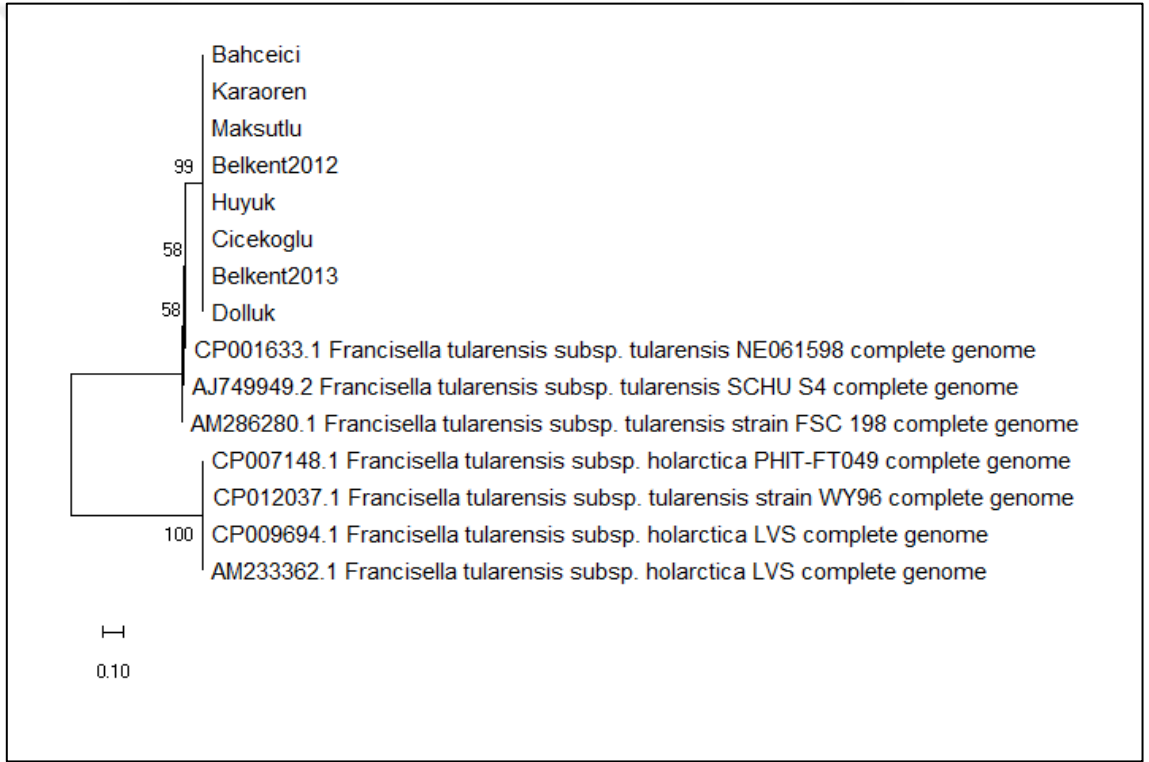 Bahceici
Karaoren
Maksutlu
99 Belkent2012
Huyuk
58 Cicekoglu
Belkent2013
58 Dolluk
CP001633.1 Francisella tularensis subsp. tularensis NE061598 complete genome
AJ749949.2 Francisella tularensis subsp. tularensis SCHU S4 complete genome
AM286280.1 Francisella tularensis subsp. tularensis strain FSC 198 complete genome
CP007148.1 Francisella tularensis subsp. holarctica PHIT-FT049 complete genome
CP012037.1 Francisella tularensis subsp. tularensis strain WY96 complete genome
100 CP009694.1 Francisella tularensis subsp. holarctica LVS complete genome
AM233362.1 Francisella tularensis subsp. holarctica LVS complete genome
0.10